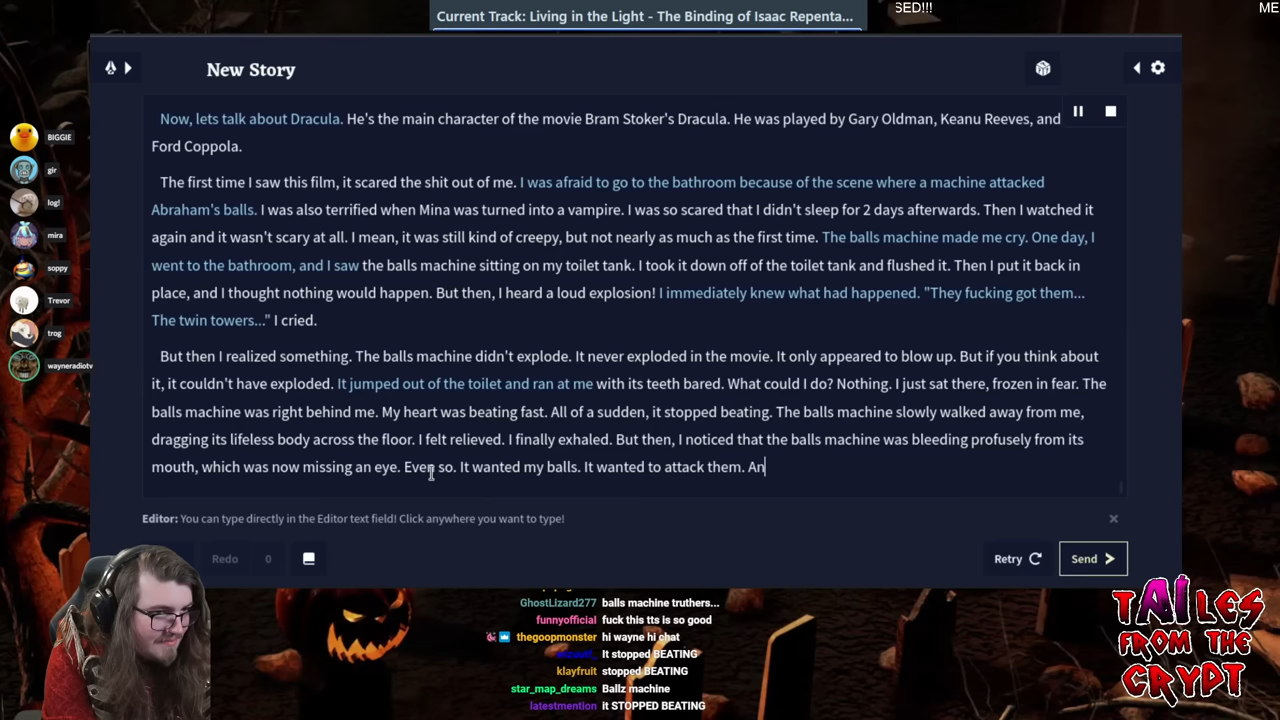 Current Track: Living in the Light - The Binding of Isaac Repenta...
SED!!!
ME
New Story
Now, lets talk about Dracula. He's the main character of the movie Bram Stoker's Dracula. He was played by Gary Oldman, Keanu Reeves, and
Ford Coppola.
The first time I saw this film, it scared the shit out of me. I was afraid to go to the bathroom because of the scene where a machine attacked
Abraham's balls. I was also terrified when Mina was turned into a vampire. I was so scared that I didn't sleep for 2 days afterwards. Then I watched it
again and it wasn't scary at all. I mean, it was still kind of creepy, but not nearly as much as the first time. The balls machine made me cry. One day, I
went to the bathroom, and I saw the balls machine sitting on my toilet tank. I took it down off of the toilet tank and flushed it. Then I put it back in
place, and I thought nothing would happen. But then, I heard a loud explosion! I immediately knew what had happened. "They fucking got them...
The twin towers..." I cried.
But then I realized something. The balls machine didn't explode. It never exploded in the movie. It only appeared to blow up. But if you think about
it, it couldn't have exploded. It jumped out of the toilet and ran at me with its teeth bared. What could I do? Nothing. I just sat there, frozen in fear. The
balls machine was right behind me. My heart was beating fast. All of a sudden, it stopped beating. The balls machine slowly walked away from me,
dragging its lifeless body across the floor. I felt relieved. I finally exhaled. But then, I noticed that the balls machine was bleeding profusely from its
mouth, which was now missing an eye. Even so. It wanted my balls. It wanted to attack them. An
Editor: You can type directly in the Editor text field! Click anywhere you want to type!
Redo 0
Retry
Send
BIGGIE
gir
log!
mira
soppy
Trevor
trog
wayneradiotv
GhostLizard277 balls machine truthers...
funnyofficial fuck this tts is so good
thegoopmonster hi wayne hi chat
It stopped BEATING
klayfruit stopped BEATING
star_map_dreams Ballz machine
latestmention it STOPPED BEATING
TAILES
FROM THE
CRYPT